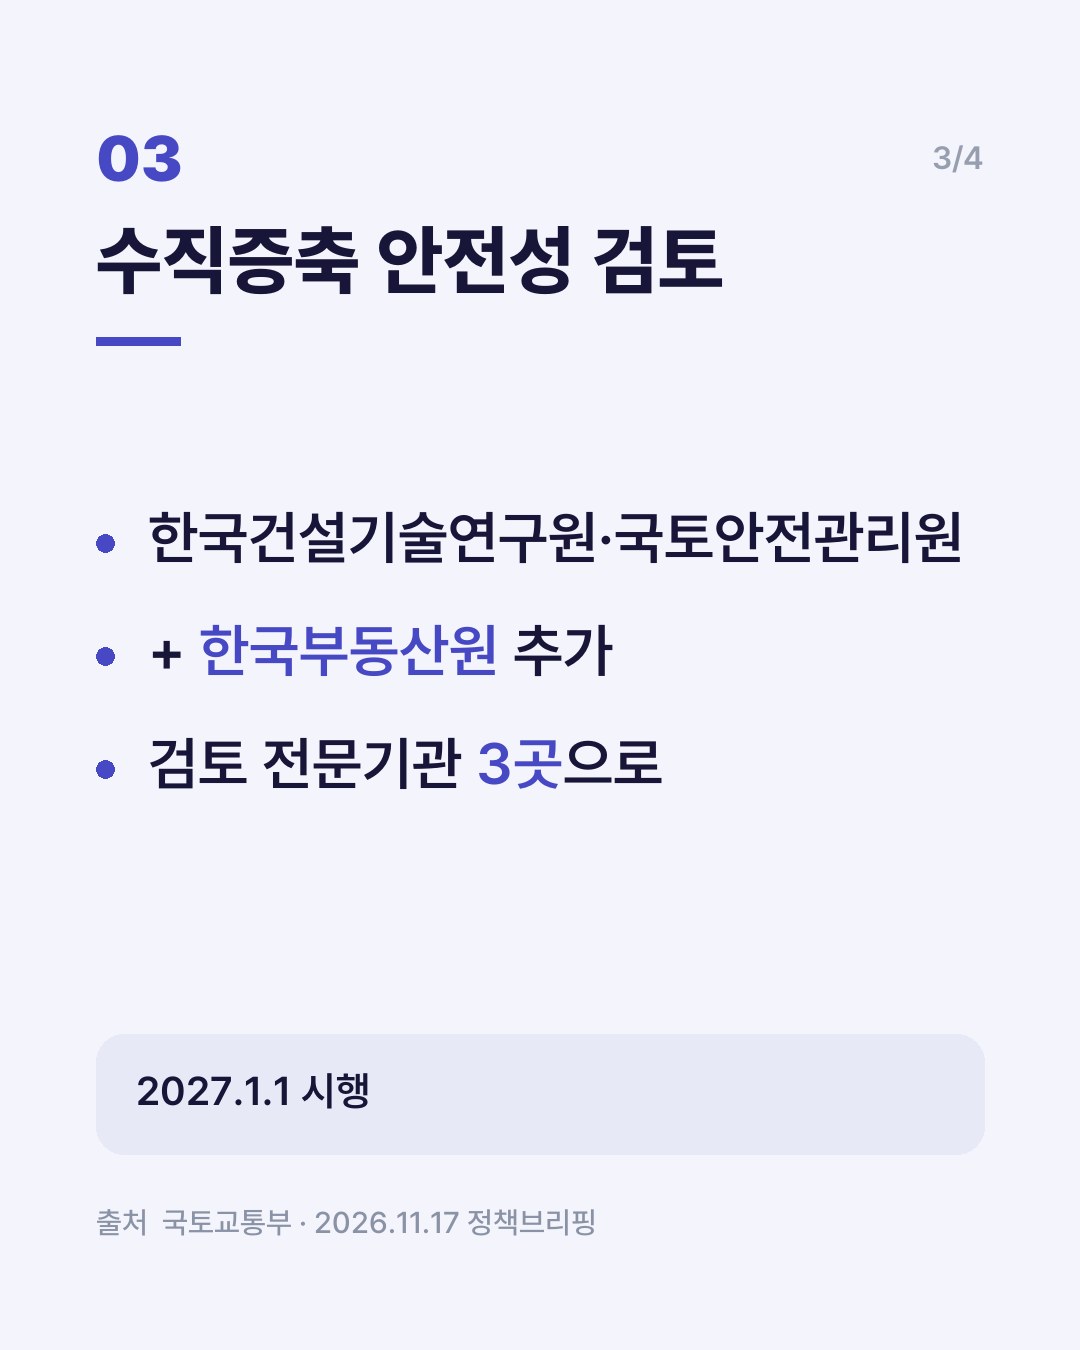 03
3/4
수직증축 안전성 검토
한국건설기술연구원·국토안전관리원
+ 한국부동산원 추가
검토 전문기관 3곳으로
2027.1.1 시행
출처 국토교통부 · 2026.11.17 정책브리핑